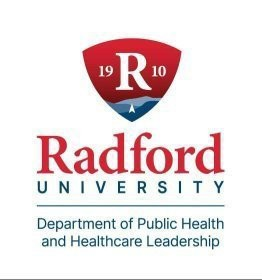 19 R 10
Radford
UNIVERSITY
Department of Public Health
and Healthcare Leadership